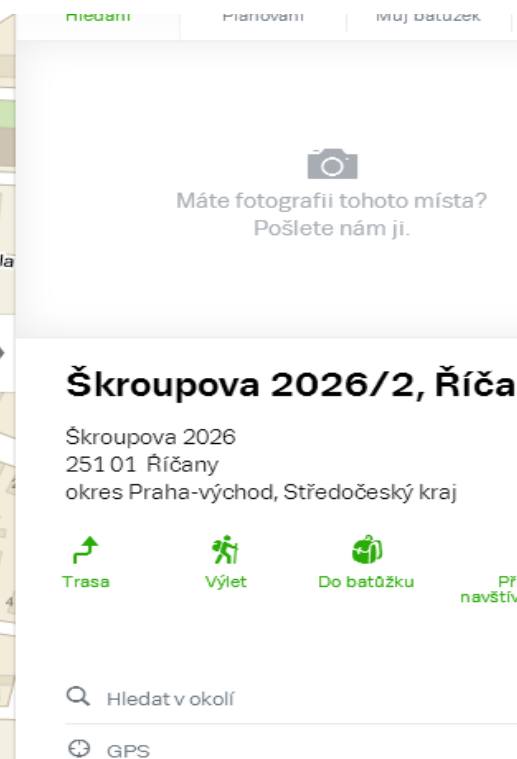 Hledání Plánování Můj batůžek
Máte fotografii tohoto místa?
Pošlete nám ji.
Škroupova 2026/2, Říča
Škroupova 2026
251 01 Říčany
okres Praha-východ, Středočeský kraj
Trasa Výlet Do batůžku
Hledat v okolí
GPS